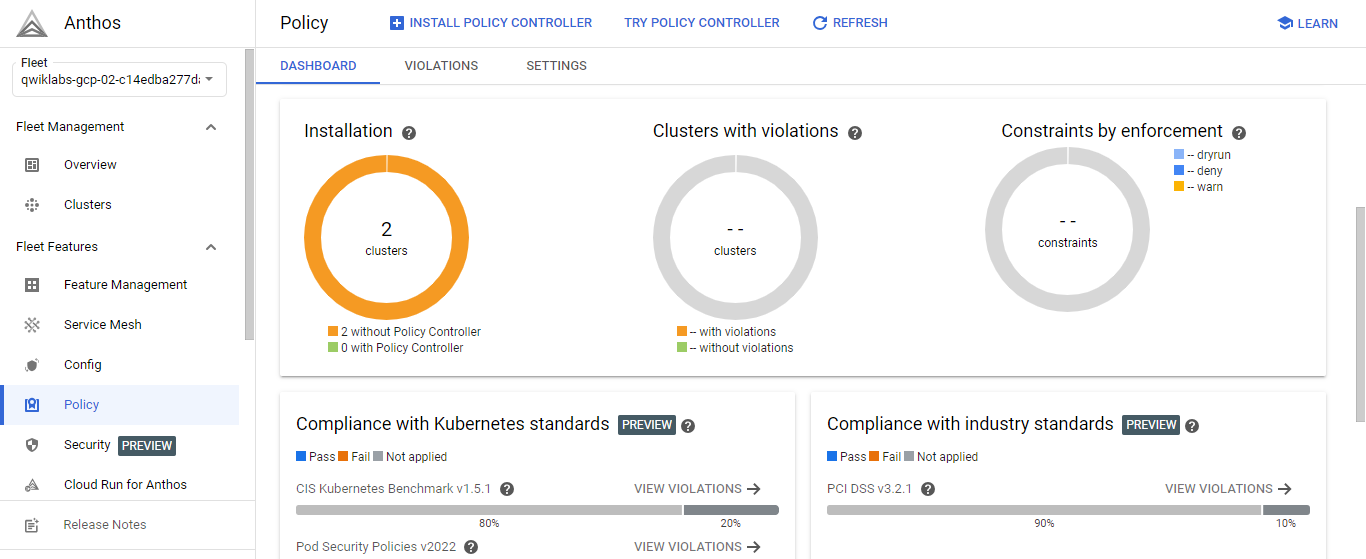 Anthos
Policy
INSTALL POLICY CONTROLLER
TRY POLICY CONTROLLER
REFRESH
LEARN
Fleet
qwiklabs-gcp-02-c14edba277d
DASHBOARD
VIOLATIONS
SETTINGS
Fleet Management
Overview
Clusters
Fleet Features
Feature Management
Service Mesh
Config
Policy
Security PREVIEW
Cloud Run for Anthos
Release Notes
Installation ?
2
clusters
2 without Policy Controller
0 with Policy Controller
Clusters with violations ?
- -
clusters
-- with violations
-- without violations
Constraints by enforcement ?
-- dryrun
-- deny
-- warn
- -
constraints
Compliance with Kubernetes standards PREVIEW ?
Pass Fail Not applied
CIS Kubernetes Benchmark v1.5.1 ? VIEW VIOLATIONS →
80% 20%
Pod Security Policies v2022 ? VIEW VIOLATIONS →
Compliance with industry standards PREVIEW ?
Pass Fail Not applied
PCI DSS v3.2.1 ? VIEW VIOLATIONS →
90% 10%